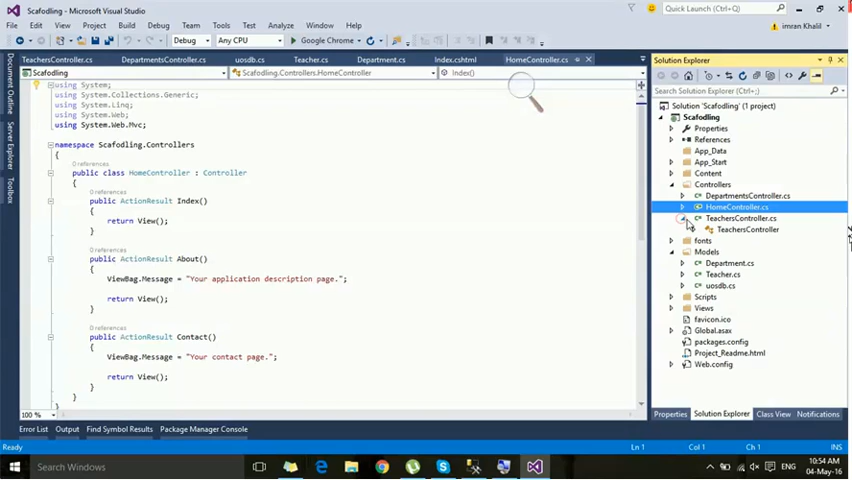 Scafodling - Microsoft Visual Studio
Quick Launch (Ctrl+Q)
File Edit View Project Build Debug Team Tools Test Analyze Window Help
imran Khalil
Debug Any CPU Google Chrome
TeachersController.cs DepartmentsController.cs uosdb.cs Teacher.cs Department.cs Index.cshtml HomeController.cs
Scafodling Scafodling.Controllers.HomeController Index()
Document Outline
Server Explorer
Toolbox
using System;
using System.Collections.Generic;
using System.Linq;
using System.Web;
using System.Web.Mvc;
namespace Scafodling.Controllers
{
0 references
public class HomeController : Controller
{
0 references
public ActionResult Index()
{
return View();
}
0 references
public ActionResult About()
{
ViewBag.Message = "Your application description page.";
return View();
}
0 references
public ActionResult Contact()
{
ViewBag.Message = "Your contact page.";
return View();
}
}
}
100 %
Solution Explorer
Search Solution Explorer (Ctrl+;)
Solution 'Scafodling' (1 project)
Scafodling
Properties
References
App_Data
App_Start
Content
Controllers
DepartmentsController.cs
HomeController.cs
TeachersController.cs
TeachersController
fonts
Models
Department.cs
Teacher.cs
uosdb.cs
Scripts
Views
favicon.ico
Global.asax
packages.config
Project_Readme.html
Web.config
Properties Solution Explorer Class View Notifications
Error List Output Find Symbol Results Package Manager Console
Ready Ln 1 Col 1 Ch 1 INS
Search Windows
ENG
10:54 AM
04-May-16